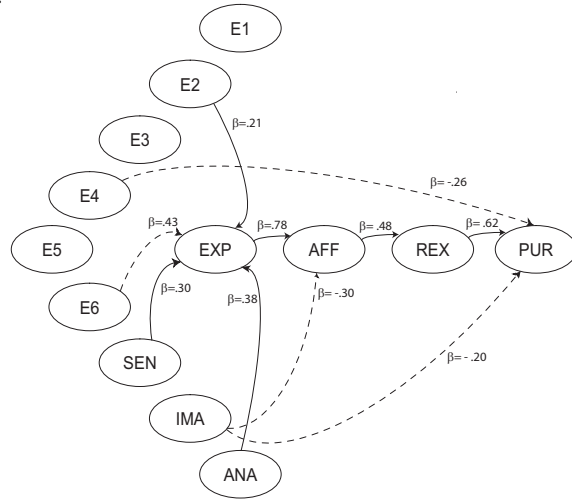 E1
E2
β=.21
E3
E4
β= -.26
β=.43
β=.78
β= .48
β= .62
E5
EXP
AFF
REX
PUR
E6
β=.30
β=.38
β= -.30
SEN
β= - .20
IMA
ANA